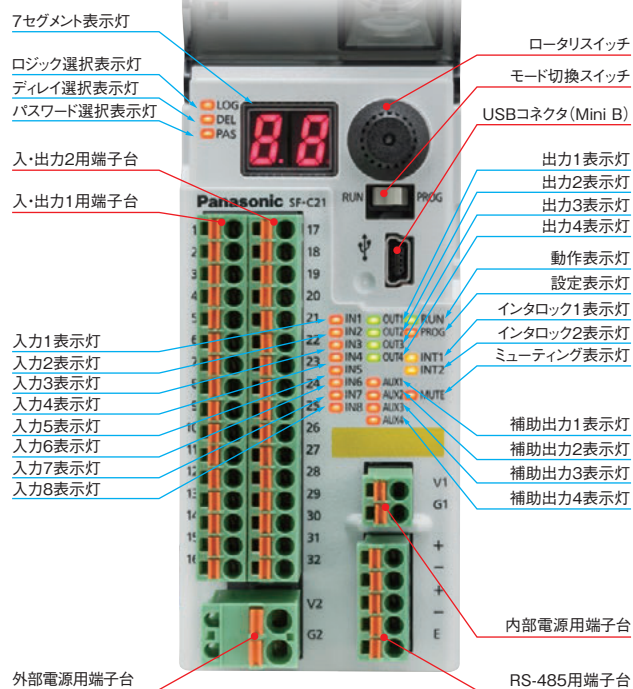 7セグメント表示灯
ロジック選択表示灯
ディレイ選択表示灯
パスワード選択表示灯
入・出力2用端子台
入・出力1用端子台
入力1表示灯
入力2表示灯
入力3表示灯
入力4表示灯
入力5表示灯
入力6表示灯
入力7表示灯
入力8表示灯
外部電源用端子台
LOG
DEL
PAS
8.8
Panasonic SF-C21
RUN PROG
1 17
2 18
3 19
4 20
5 21
6 22
7 23
24
9 25
10 26
11 27
12 28
13 29
14 30
15 31
16 32
V2
G2
IN1 OUT1 RUN
IN2 OUT2 PROG
IN3 OUT3
IN4 OUT4 INT1
IN5 INT2
IN6 AUX1
IN7 AUX2 MUTE
IN8 AUX3
AUX4
V1
G1
+
−
+
−
E
ロータリスイッチ
モード切換スイッチ
USBコネクタ(Mini B)
出力1表示灯
出力2表示灯
出力3表示灯
出力4表示灯
動作表示灯
設定表示灯
インタロック1表示灯
インタロック2表示灯
ミューティング表示灯
補助出力1表示灯
補助出力2表示灯
補助出力3表示灯
補助出力4表示灯
内部電源用端子台
RS-485用端子台